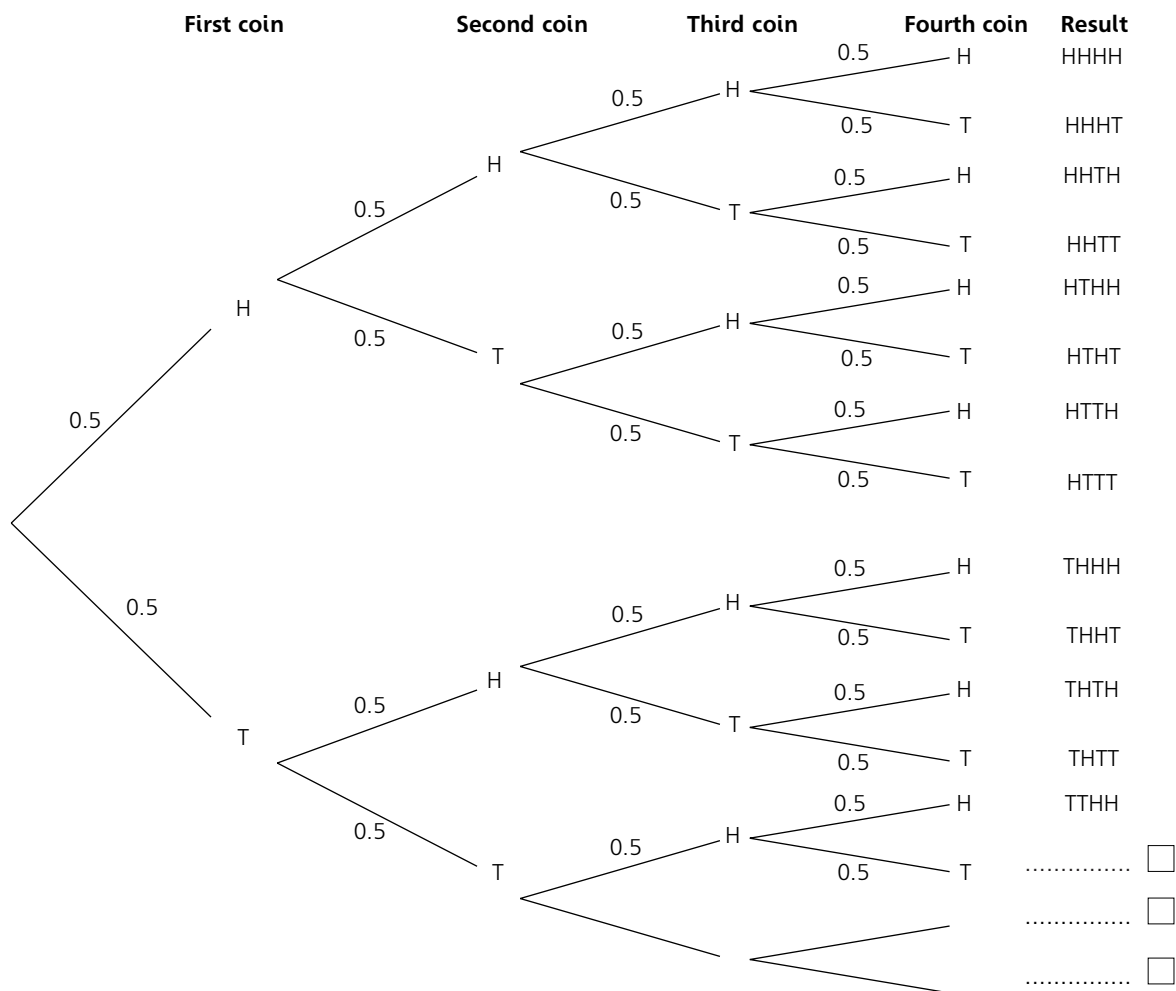 First coin Second coin Third coin Fourth coin Result
0.5 H HHHH
0.5 H
0.5 T HHHT
H
0.5 H HHTH
0.5 T
0.5 0.5 T HHTT
0.5 H HTHH
H
0.5 0.5 H
T 0.5 T HTHT
0.5 0.5 H HTTH
0.5 T
0.5 T HTTT
0.5 H THHH
0.5 0.5 H
0.5 T THHT
H
0.5 0.5 H THTH
0.5 T
T 0.5 T THTT
0.5 H TTHH
0.5 0.5 H
T 0.5 T ...............
...............
...............